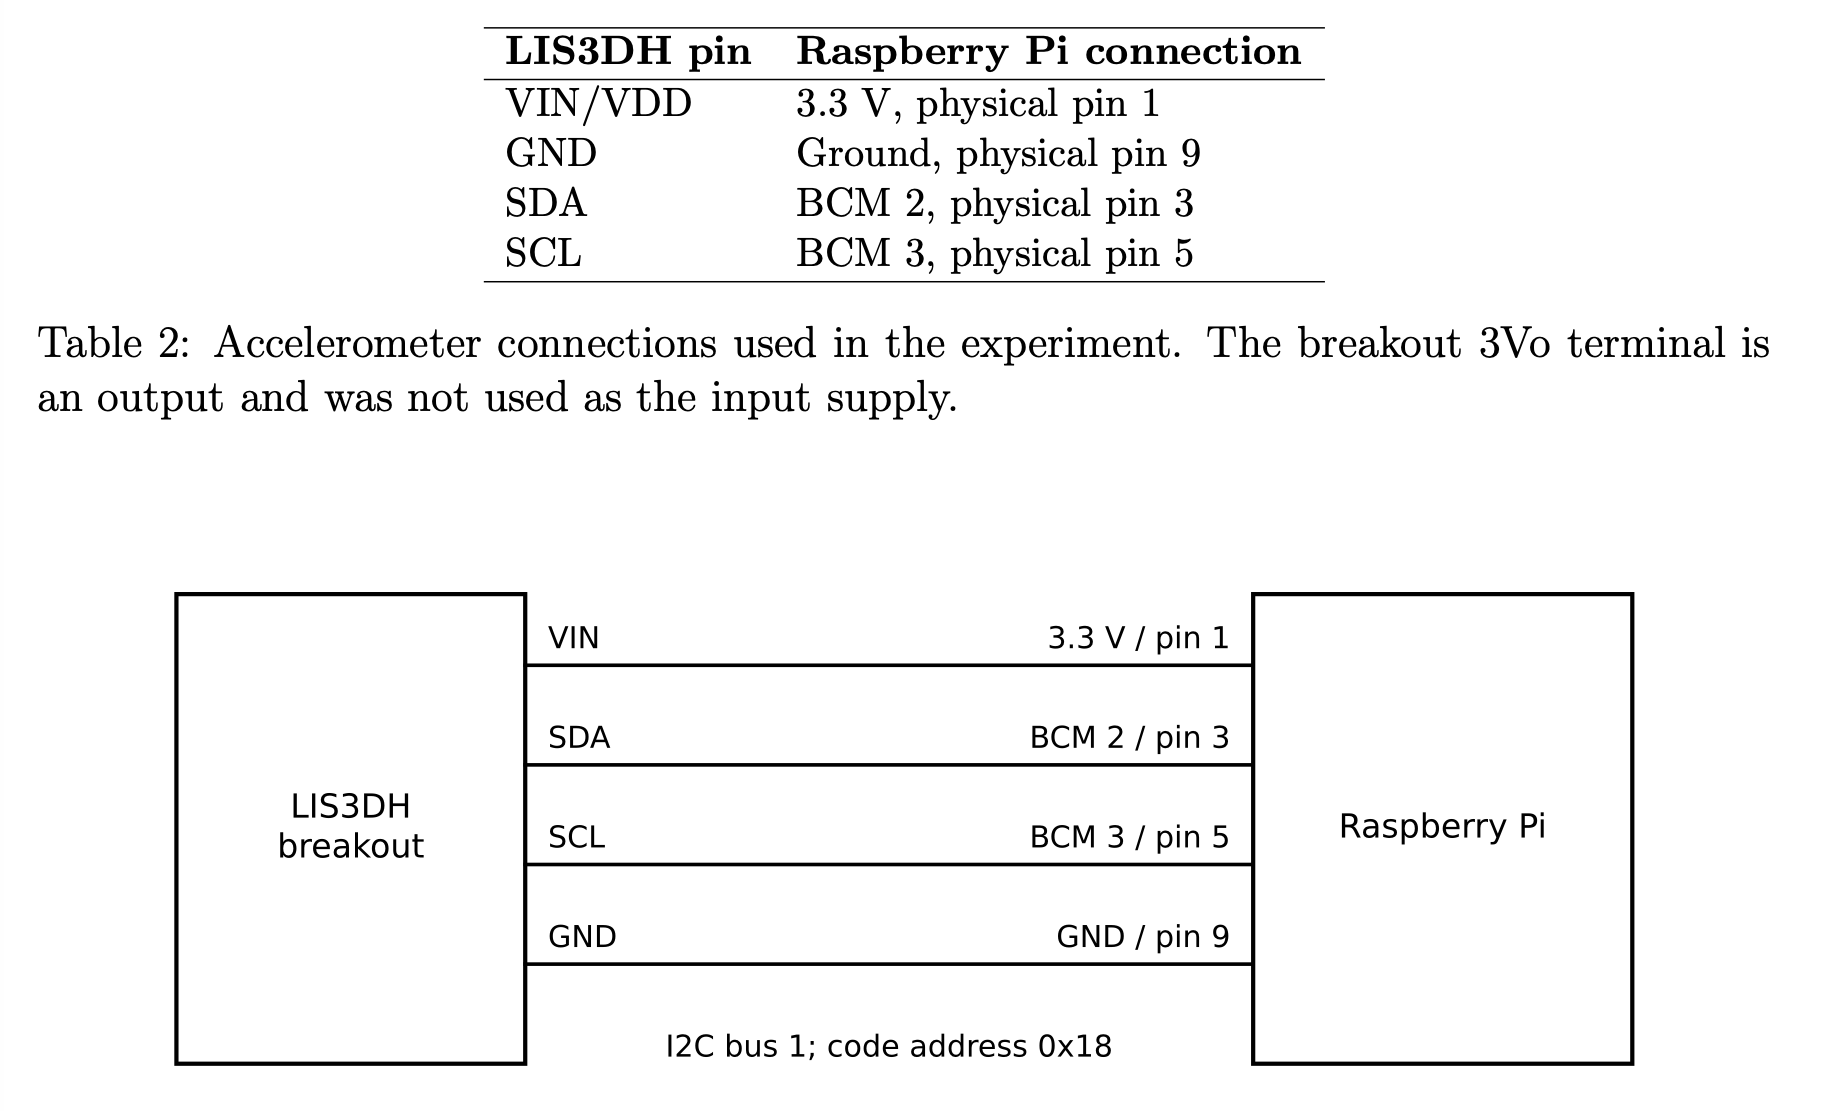 LIS3DH pin Raspberry Pi connection
VIN/VDD 3.3 V, physical pin 1
GND Ground, physical pin 9
SDA BCM 2, physical pin 3
SCL BCM 3, physical pin 5
Table 2: Accelerometer connections used in the experiment. The breakout 3Vo terminal is
an output and was not used as the input supply.
VIN 3.3 V / pin 1
SDA BCM 2 / pin 3
LIS3DH
breakout
Raspberry Pi
SCL BCM 3 / pin 5
GND GND / pin 9
I2C bus 1; code address 0x18